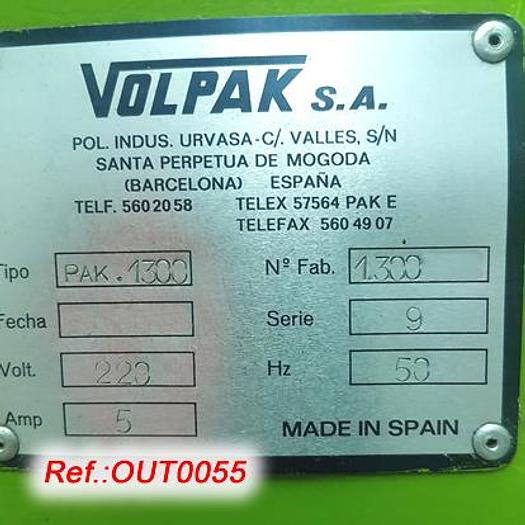 VOLPAK S.A.
POL. INDUS. URVASA-C/. VALLES, S/N
SANTA PERPETUA DE MOGODA
(BARCELONA) ESPAÑA
TELF. 560 20 58 TELEX 57564 PAK E
TELEFAX 560 49 07
Tipo PAK.1300 Nº Fab. 1.300
Fecha Serie 9
Volt. 220 Hz 50
Amp 5 MADE IN SPAIN
Ref.:OUT0055